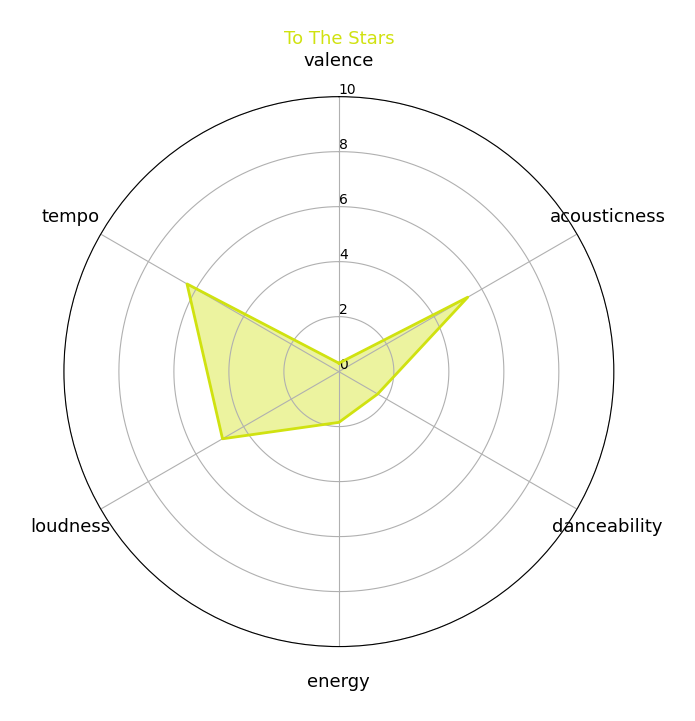 To The Stars
valence
10
8
tempo
6
acousticness
4
2
0
loudness
danceability
energy